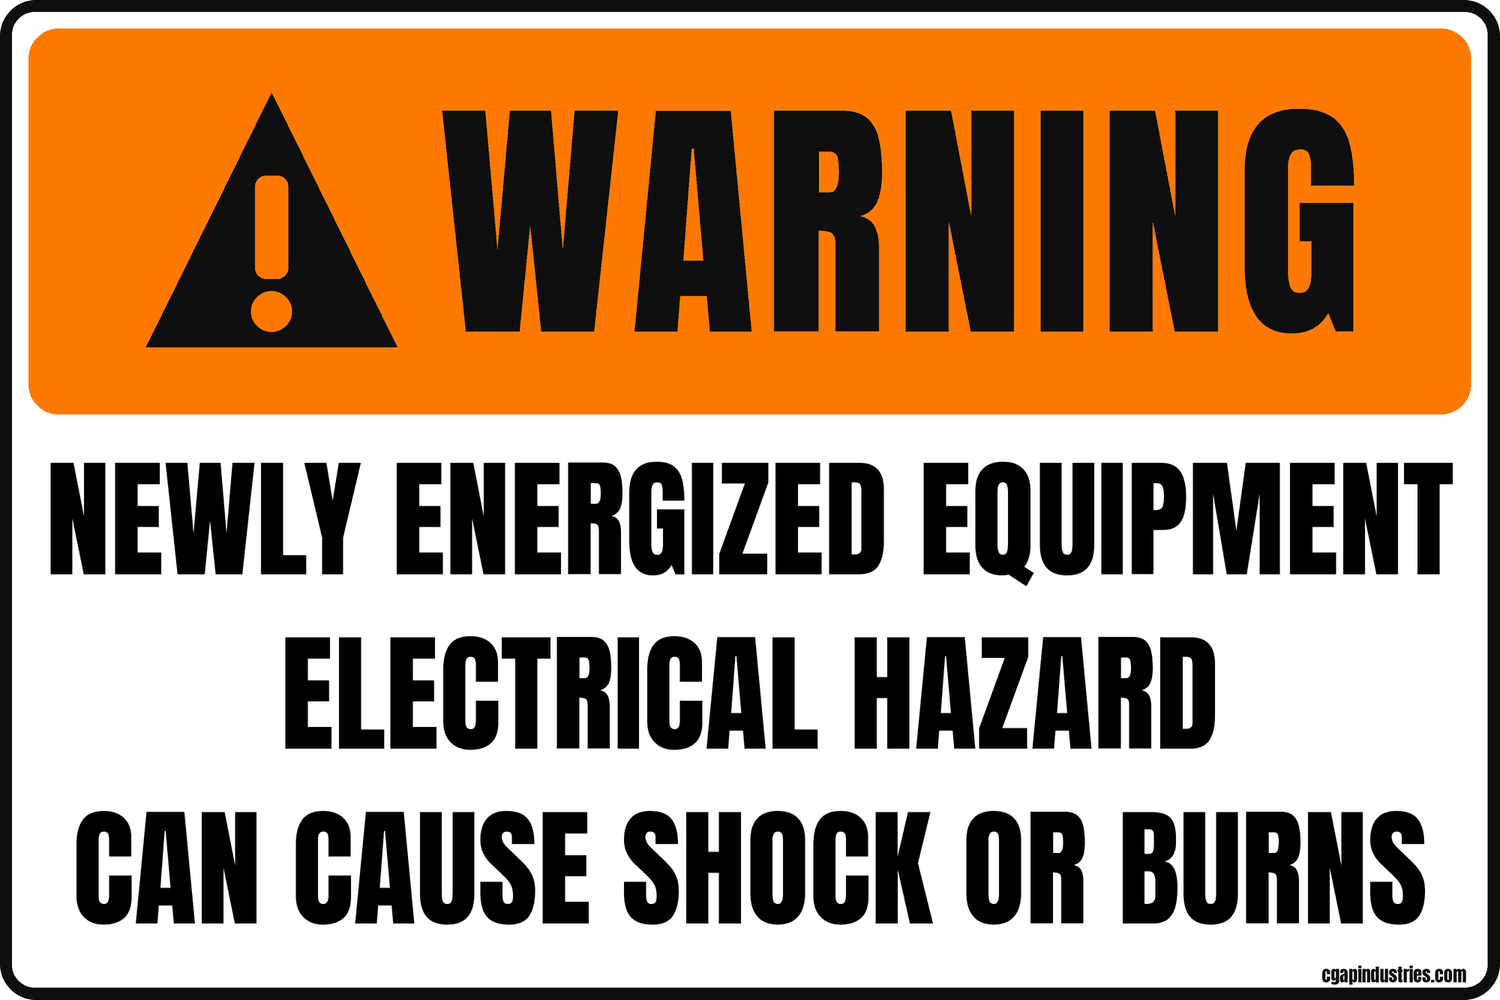 WARNING
NEWLY ENERGIZED EQUIPMENT
ELECTRICAL HAZARD
CAN CAUSE SHOCK OR BURNS
cgapindustries.com